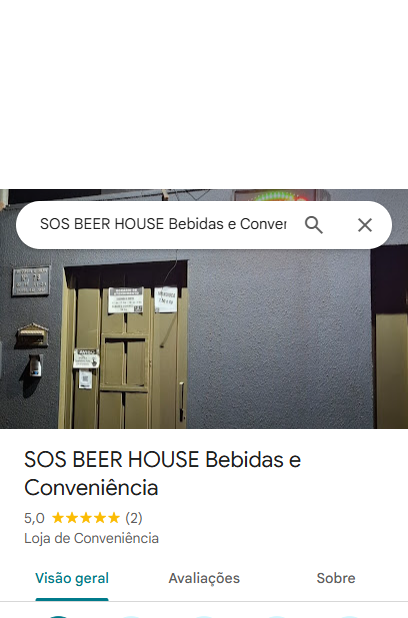 SOS BEER HOUSE Bebidas e Conver
SOS BEER HOUSE Bebidas e
Conveniência
5,0 ★★★★★ (2)
Loja de Conveniência
Visão geral
Avaliações
Sobre